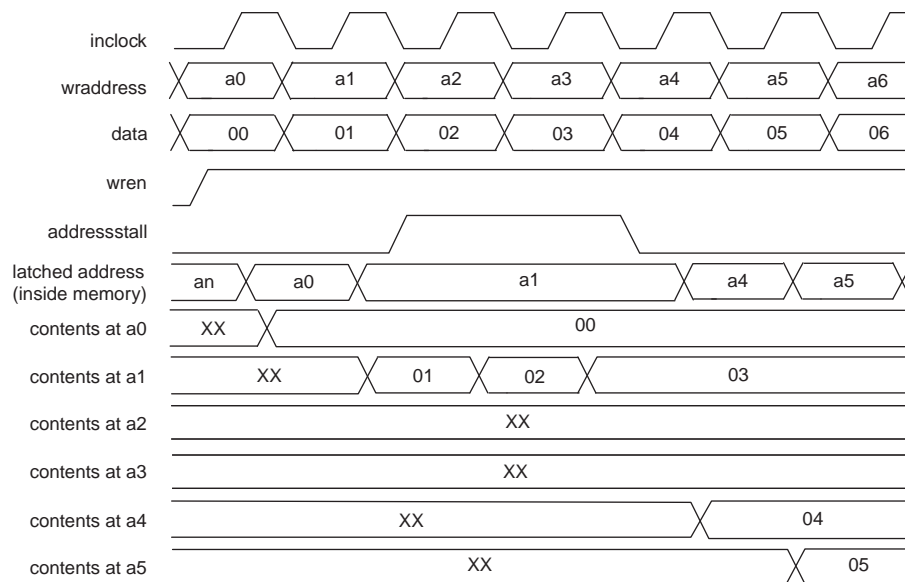 inclock
wraddress a0 a1 a2 a3 a4 a5 a6
data 00 01 02 03 04 05 06
wren
addressstall
latched address
(inside memory) an a0 a1 a4 a5
contents at a0 XX 00
contents at a1 XX 01 02 03
contents at a2 XX
contents at a3 XX
contents at a4 XX 04
contents at a5 XX 05